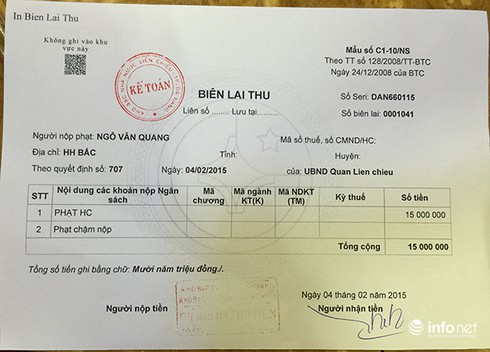 In Bien Lai Thu
Không ghi vào khu
vực này
Mẫu số C1-10/NS
Theo TT số 128/2008/TT-BTC
Ngày 24/12/2008 của BTC
KẾ TOÁN
BIÊN LAI THU
Số Seri: DAN660115
Liên số ........ Lưu tại..........
Số biên lai: 0001041
Người nộp phạt: NGÔ VĂN QUANG
Mã số thuế, số CMND/HC:
Địa chỉ: HH BẮC
Tỉnh:
Huyện:
Theo quyết định số: 707
Ngày: 04/02/2015
của: UBND Quan Lien chieu
STT Nội dung các khoản nộp Ngân sách Mã chương Mã ngành KT(K) Mã NDKT (TM) Kỳ thuế Số tiền
1 PHẠT HC 15 000 000
2 Phạt chậm nộp
Tổng cộng 15 000 000
Tổng số tiền ghi bằng chữ: Mười năm triệu đồng./.
Ngày 04 tháng 02 năm 2015
Người nộp tiền
Người nhận tiền
infonet